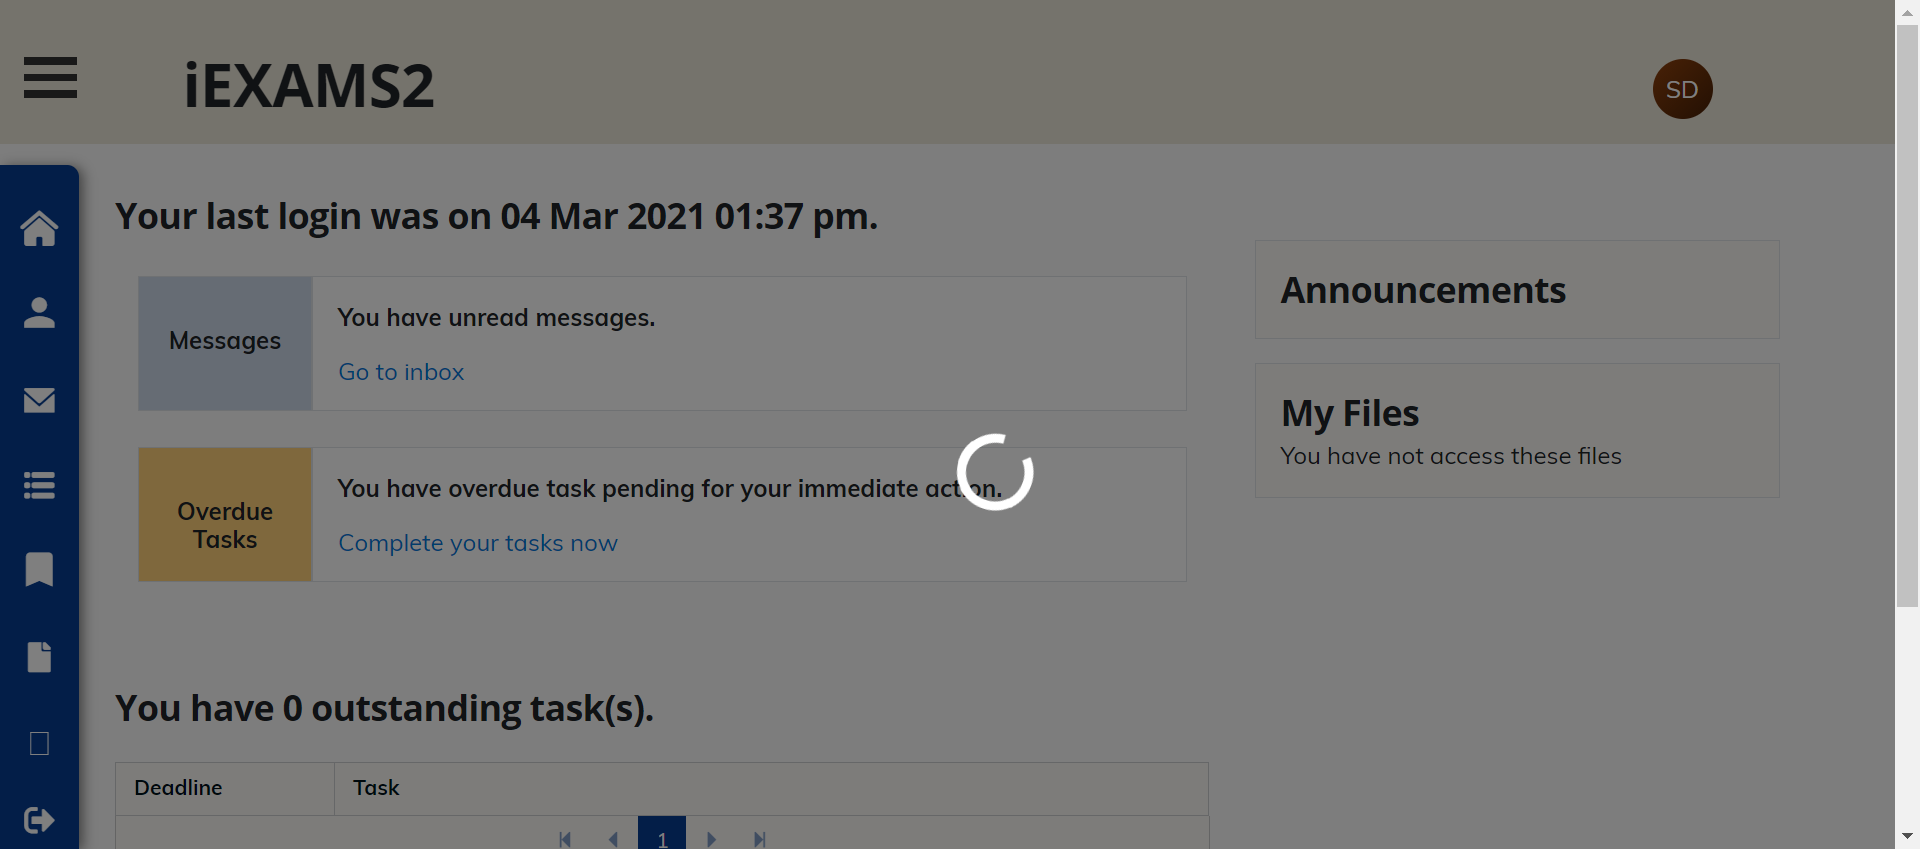 iEXAMS2
SD
Your last login was on 04 Mar 2021 01:37 pm.
Messages
You have unread messages.
Go to inbox
Overdue
Tasks
You have overdue task pending for your immediate action.
Complete your tasks now
Announcements
My Files
You have not access these files
You have 0 outstanding task(s).
Deadline
Task
1